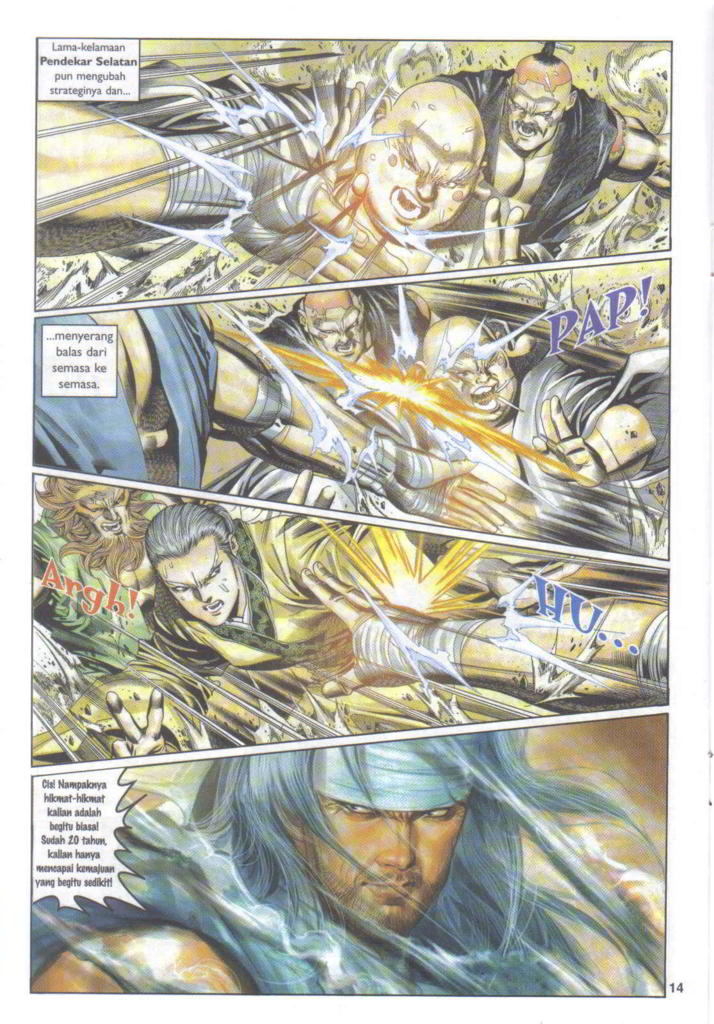 Lama-kelamaan
Pendekar Selatan
pun mengubah
strateginya dan...
...menyerang
balas dari
semasa ke
semasa.
PAP!
Argh!
HU...
Cis! Nampaknya
hikmat-hikmat
kalian adalah
begitu biasa!
Sudah 20 tahun,
kalian hanya
mencapai kemajuan
yang begitu sedikit!
14